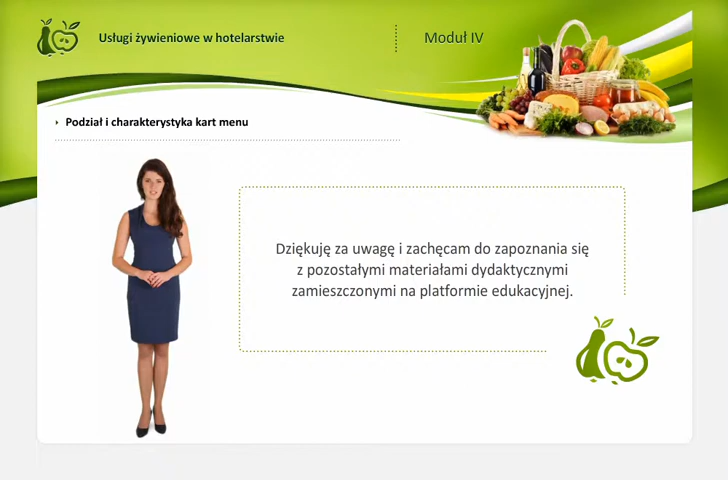 Usługi żywieniowe w hotelarstwie
Moduł IV
Podział i charakterystyka kart menu
Dziękuję za uwagę i zachęcam do zapoznania się
z pozostałymi materiałami dydaktycznymi
zamieszczonymi na platformie edukacyjnej.